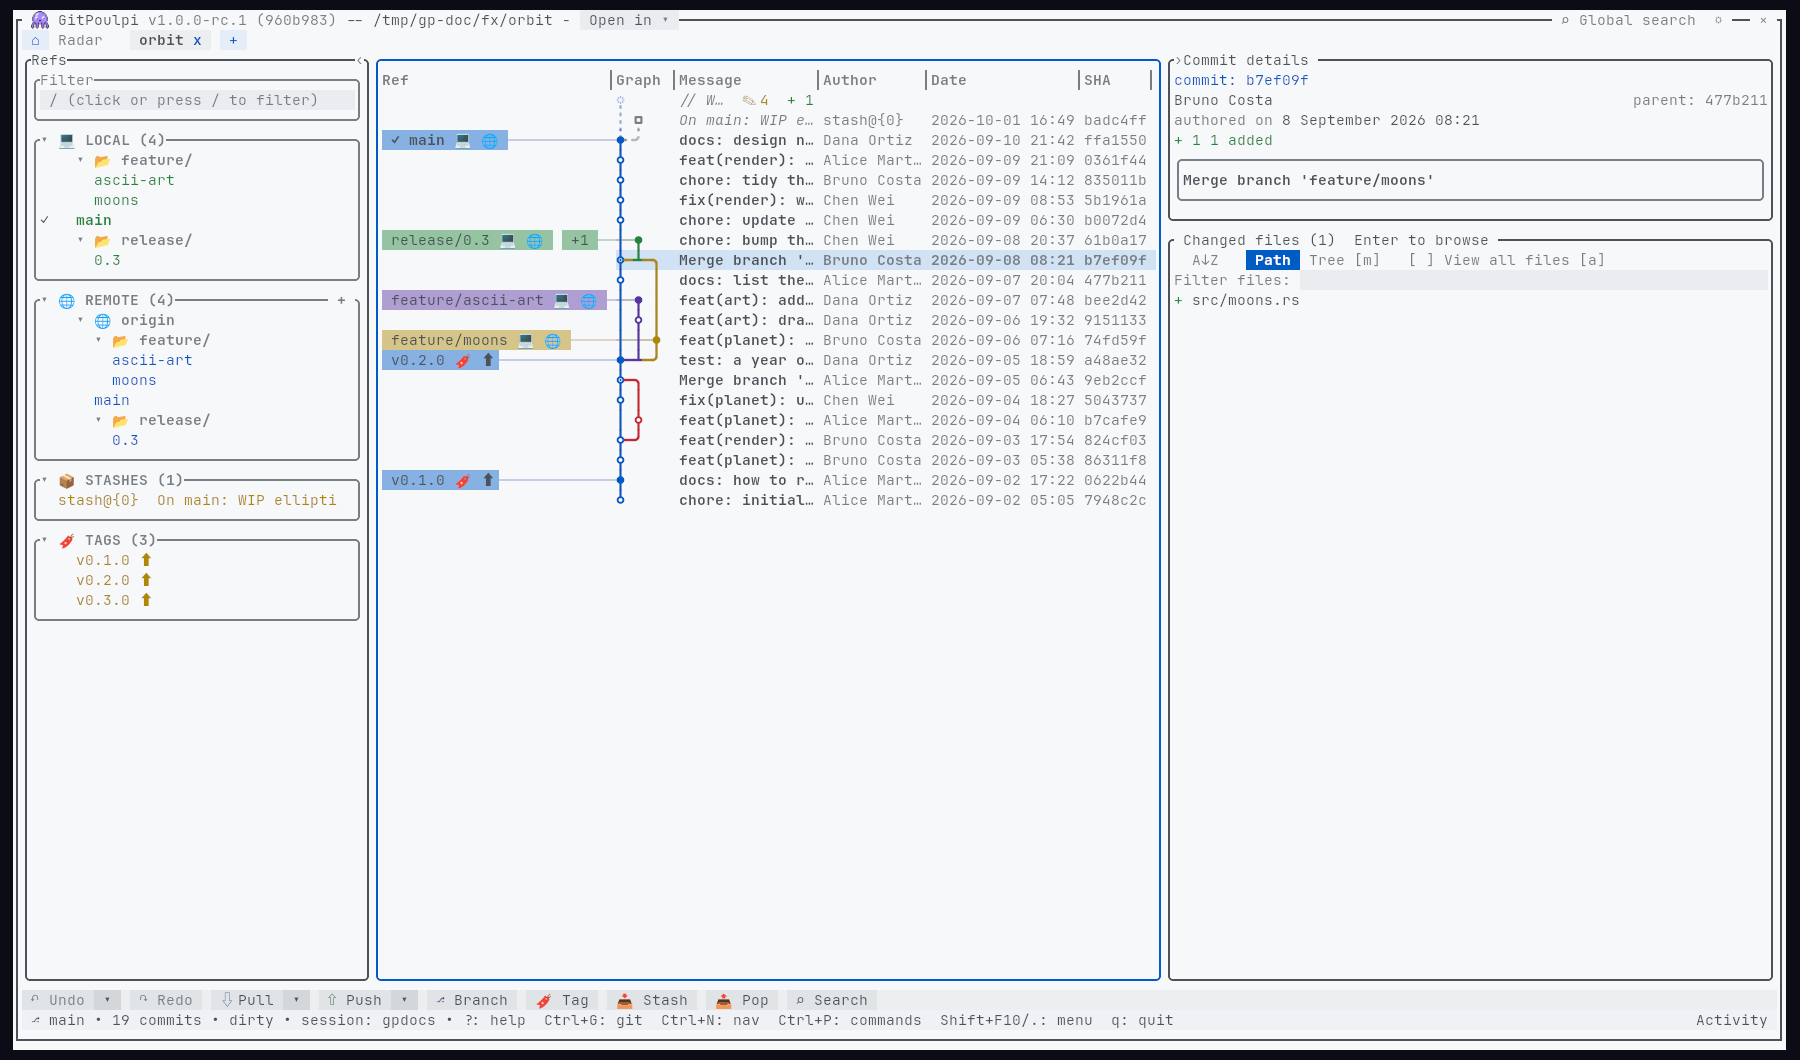 GitPoulpi v1.0.0-rc.1 (960b983) -- /tmp/gp-doc/fx/orbit - Open in ▾ ⌕ Global search ☼ — ×
⌂ Radar orbit x +
Refs ‹
Filter
/ (click or press / to filter)
▾ 💻 LOCAL (4)
▾ 📂 feature/
ascii-art
moons
✓ main
▾ 📂 release/
0.3
▾ 🌐 REMOTE (4) +
▾ 🌐 origin
▾ 📂 feature/
ascii-art
moons
main
▾ 📂 release/
0.3
▾ 📦 STASHES (1)
stash@{0} On main: WIP ellipti
▾ TAGS (3)
v0.1.0 ⬆
v0.2.0 ⬆
v0.3.0 ⬆
Ref Graph Message Author Date SHA
// W… ✎ 4 + 1
On main: WIP e… stash@{0} 2026-10-01 16:49 badc4ff
✓ main 💻 🌐 docs: design n… Dana Ortiz 2026-09-10 21:42 ffa1550
feat(render): … Alice Mart… 2026-09-09 21:09 0361f44
chore: tidy th… Bruno Costa 2026-09-09 14:12 835011b
fix(render): w… Chen Wei 2026-09-09 08:53 5b1961a
chore: update … Chen Wei 2026-09-09 06:30 b0072d4
release/0.3 💻 🌐 +1 chore: bump th… Chen Wei 2026-09-08 20:37 61b0a17
Merge branch '… Bruno Costa 2026-09-08 08:21 b7ef09f
docs: list the… Alice Mart… 2026-09-07 20:04 477b211
feature/ascii-art 💻 🌐 feat(art): add… Dana Ortiz 2026-09-07 07:48 bee2d42
feat(art): dra… Dana Ortiz 2026-09-06 19:32 9151133
feature/moons 💻 🌐 feat(planet): … Bruno Costa 2026-09-06 07:16 74fd59f
v0.2.0 ⬆ test: a year o… Dana Ortiz 2026-09-05 18:59 a48ae32
Merge branch '… Alice Mart… 2026-09-05 06:43 9eb2ccf
fix(planet): u… Chen Wei 2026-09-04 18:27 5043737
feat(planet): … Alice Mart… 2026-09-04 06:10 b7cafe9
feat(render): … Bruno Costa 2026-09-03 17:54 824cf03
feat(planet): … Bruno Costa 2026-09-03 05:38 86311f8
v0.1.0 ⬆ docs: how to r… Alice Mart… 2026-09-02 17:22 0622b44
chore: initial… Alice Mart… 2026-09-02 05:05 7948c2c
› Commit details
commit: b7ef09f
Bruno Costa parent: 477b211
authored on 8 September 2026 08:21
+ 1 1 added
Merge branch 'feature/moons'
Changed files (1) Enter to browse
A↓Z Path Tree [m] [ ] View all files [a]
Filter files:
+ src/moons.rs
↶ Undo ▾ ↷ Redo ⇩ Pull ▾ ⇧ Push ▾ ⎇ Branch Tag 📥 Stash 📤 Pop ⌕ Search
⎇ main • 19 commits • dirty • session: gpdocs • ?: help Ctrl+G: git Ctrl+N: nav Ctrl+P: commands Shift+F10/.: menu q: quit Activity